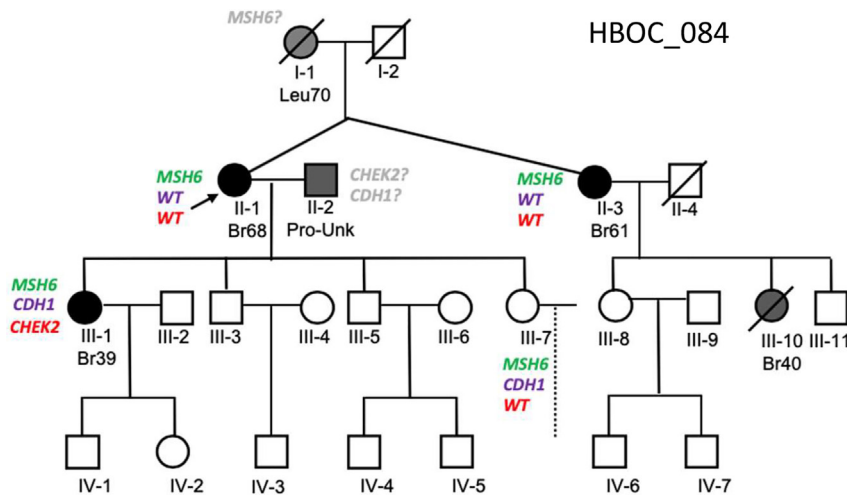 MSH6?
HBOC_084
I-1
I-2
Leu70
MSH6
WT
WT
CHEK2?
CDH1?
MSH6
WT
WT
II-1
II-2
II-3
II-4
Br68
Pro-Unk
Br61
MSH6
CDH1
CHEK2
III-1
III-2
III-3
III-4
III-5
III-6
III-7
III-8
III-9
III-10
III-11
Br39
Br40
MSH6
CDH1
WT
IV-1
IV-2
IV-3
IV-4
IV-5
IV-6
IV-7